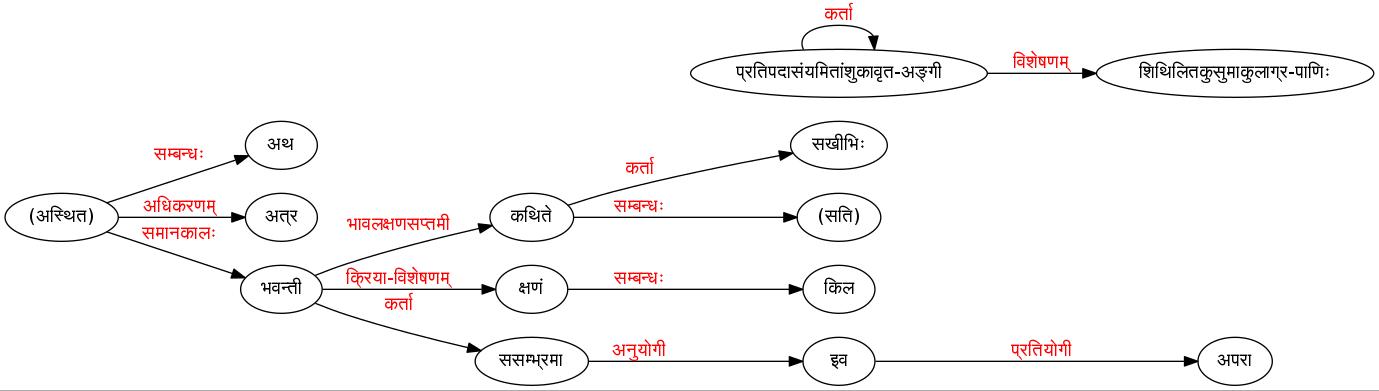 कर्ता
प्रतिपदासंयमितांशुकावृत-अङ्गी विशेषणम् शिथिलितकुसुमाकुलाग्र-पाणिः
सम्बन्धः अथ
कर्ता सखीभिः
(अस्थित) अधिकरणम् अत्र
समानकालः
भावलक्षणसप्तमी कथिते सम्बन्धः (सति)
भवन्ती क्रिया-विशेषणम् क्षणं सम्बन्धः किल
कर्ता
ससम्भ्रमा अनुयोगी इव प्रतियोगी अपरा